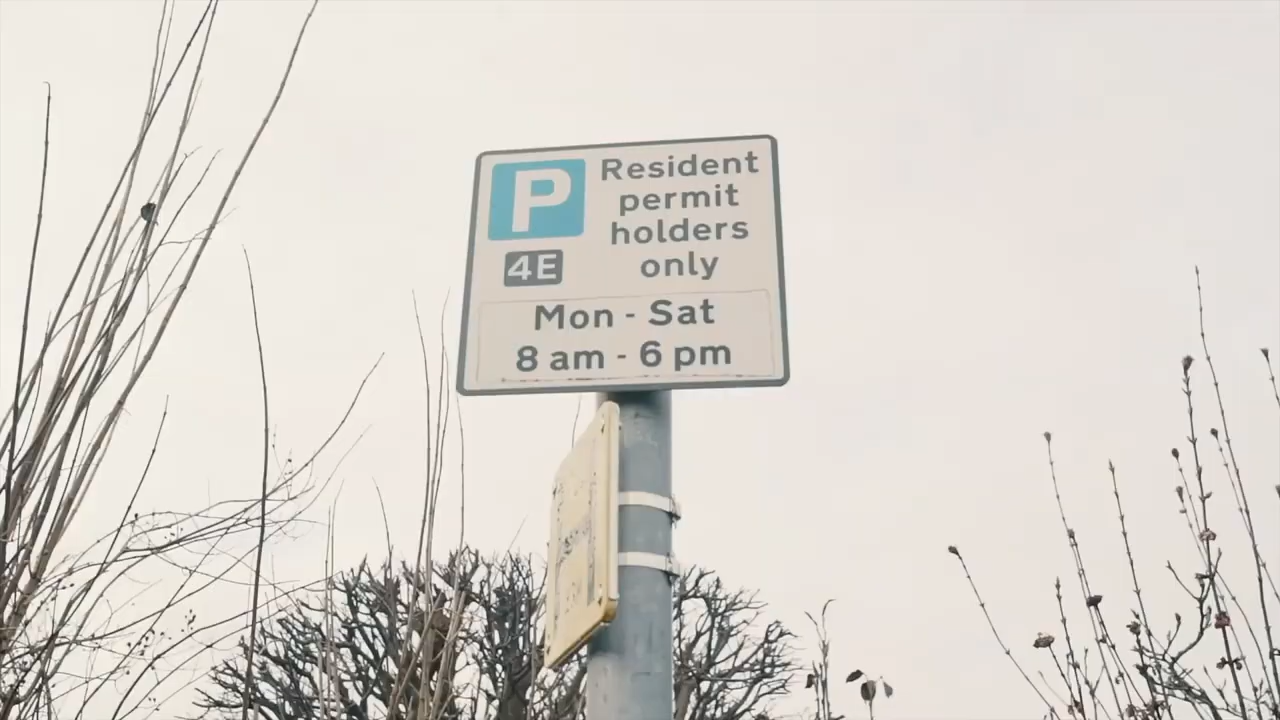 P
Resident
permit
holders
only
4E
Mon - Sat
8 am - 6 pm